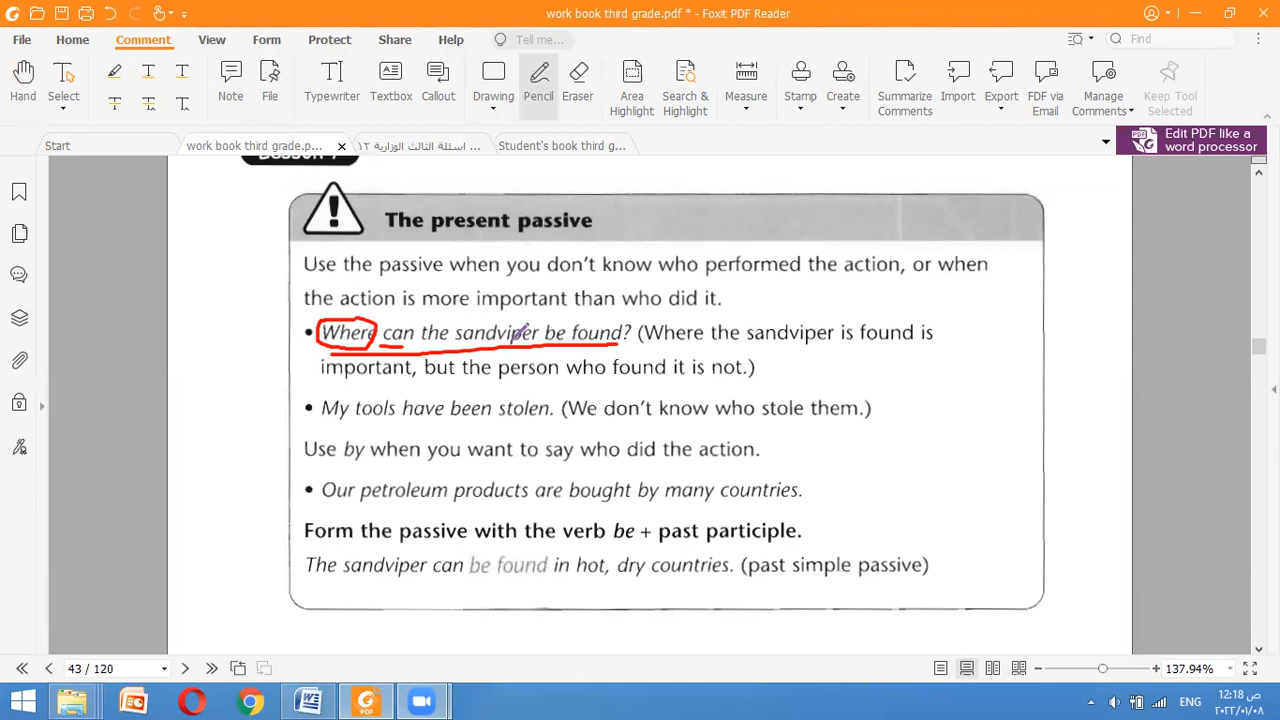 work book third grade.pdf * - Foxit PDF Reader
File Home Comment View Form Protect Share Help Tell me... Find
Hand Select Note File Typewriter Textbox Callout Drawing Pencil Eraser Area Highlight Search & Highlight Measure Stamp Create Summarize Comments Import Export FDF via Email Manage Comments Keep Tool Selected
Start work book third grade.p... اسئلة الثالث الوزارية ١٢ ... Student's book third g... Edit PDF like a word processor
The present passive
Use the passive when you don't know who performed the action, or when
the action is more important than who did it.
• Where can the sandviper be found? (Where the sandviper is found is
important, but the person who found it is not.)
• My tools have been stolen. (We don't know who stole them.)
Use by when you want to say who did the action.
• Our petroleum products are bought by many countries.
Form the passive with the verb be + past participle.
The sandviper can be found in hot, dry countries. (past simple passive)
43 / 120 137.94%
ENG 12:18 ص
٢٠٢٢/٠١/٠٨